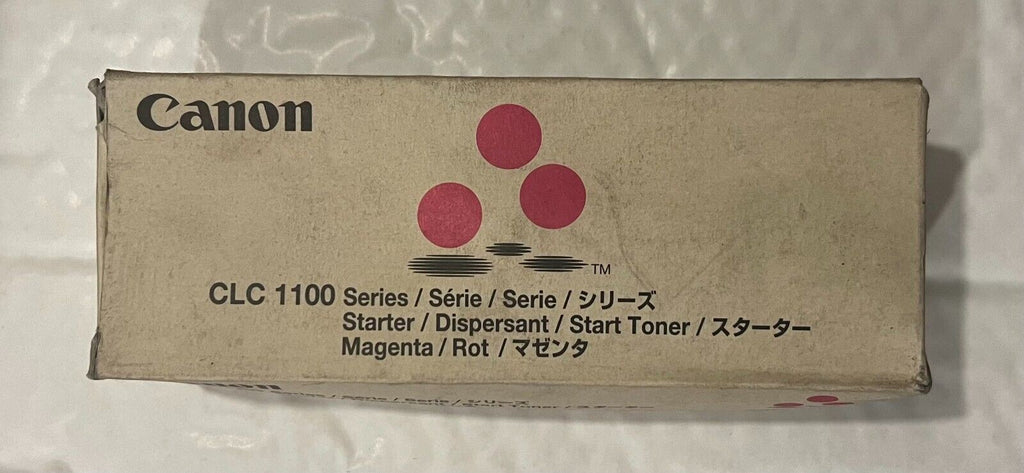 Canon
TM
CLC 1100 Series / Série / Serie / シリーズ
Starter / Dispersant / Start Toner / スターター
Magenta / Rot / マゼンタ